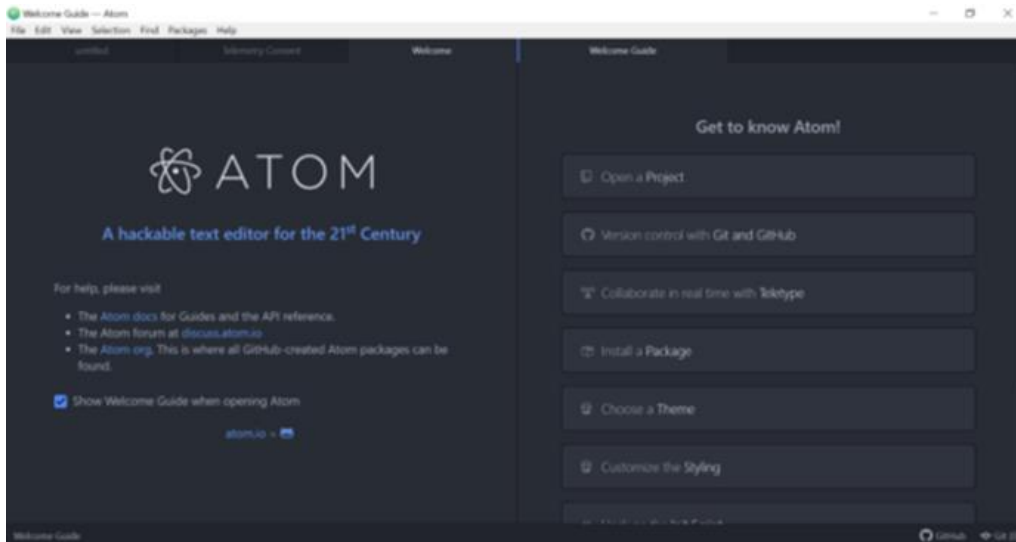 Welcome Guide — Atom
File Edit View Selection Find Packages Help
untitled
Telemetry Consent
Welcome
Welcome Guide
ATOM
A hackable text editor for the 21st Century
For help, please visit
• The Atom docs for Guides and the API reference.
• The Atom forum at discuss.atom.io
• The Atom org. This is where all GitHub-created Atom packages can be
found.
Show Welcome Guide when opening Atom
atom.io ×
Get to know Atom!
Open a Project
Version control with Git and GitHub
Collaborate in real time with Teletype
Install a Package
Choose a Theme
Customize the Styling
Welcome Guide
GitHub
Git